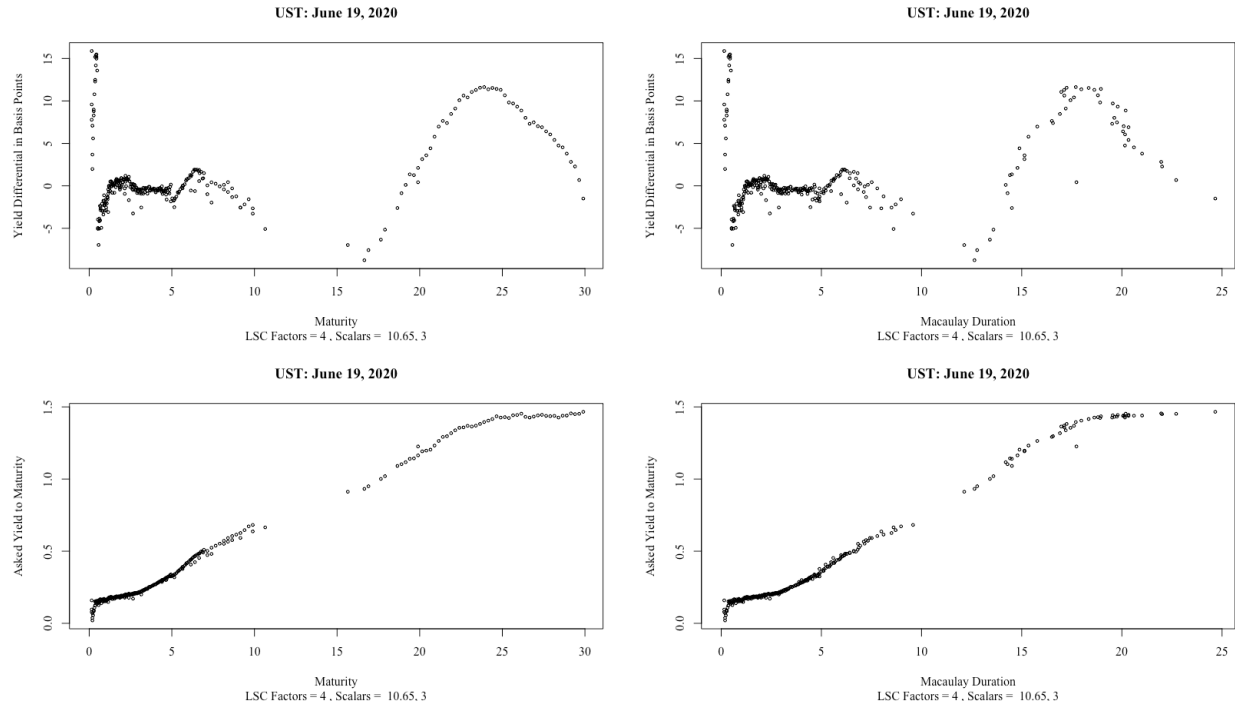 UST: June 19, 2020
Yield Differential in Basis Points
15
10
5
0
-5
0 5 10 15 20 25 30
Maturity
LSC Factors = 4 , Scalars = 10.65, 3
UST: June 19, 2020
Yield Differential in Basis Points
15
10
5
0
-5
0 5 10 15 20 25
Macaulay Duration
LSC Factors = 4 , Scalars = 10.65, 3
UST: June 19, 2020
Asked Yield to Maturity
1.5
1.0
0.5
0.0
0 5 10 15 20 25 30
Maturity
LSC Factors = 4 , Scalars = 10.65, 3
UST: June 19, 2020
Asked Yield to Maturity
1.5
1.0
0.5
0.0
0 5 10 15 20 25
Macaulay Duration
LSC Factors = 4 , Scalars = 10.65, 3